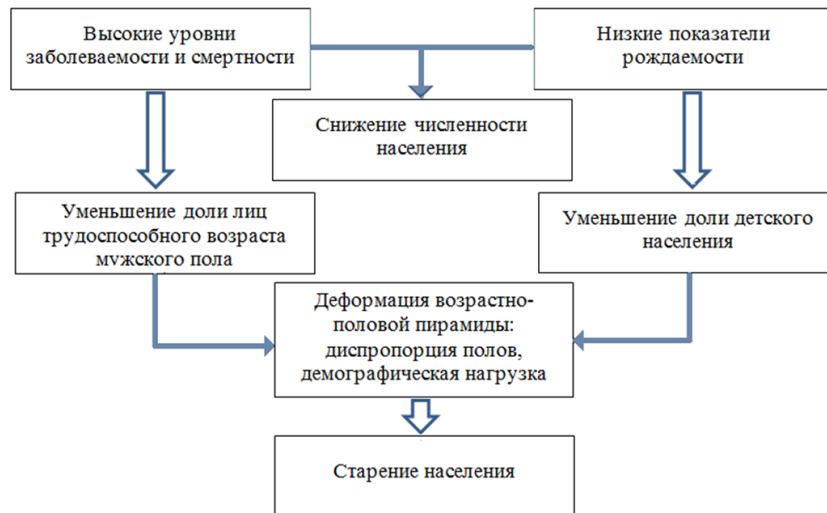 Высокие уровни
заболеваемости и смертности
Низкие показатели
рождаемости
Снижение численности
населения
Уменьшение доли лиц
трудоспособного возраста
мужского пола
Уменьшение доли детского
населения
Деформация возрастно-
половой пирамиды:
диспропорция полов,
демографическая нагрузка
Старение населения